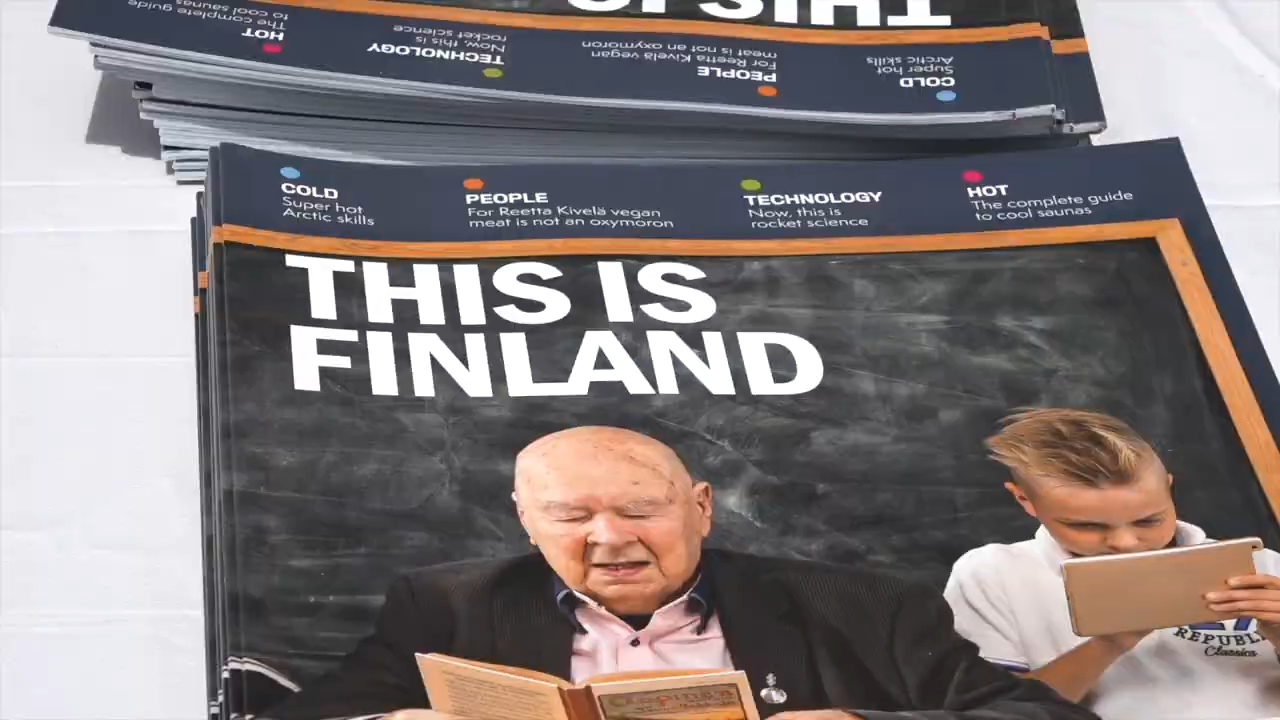 THIS IS
HOT
The complete guide
to cool saunas
TECHNOLOGY
Now, this is
rocket science
PEOPLE
For Reetta Kivelä vegan
meat is not an oxymoron
COLD
Super hot
Arctic skills
COLD
Super hot
Arctic skills
PEOPLE
For Reetta Kivelä vegan
meat is not an oxymoron
TECHNOLOGY
Now, this is
rocket science
HOT
The complete guide
to cool saunas
THIS IS
FINLAND
REPUBL
Classics